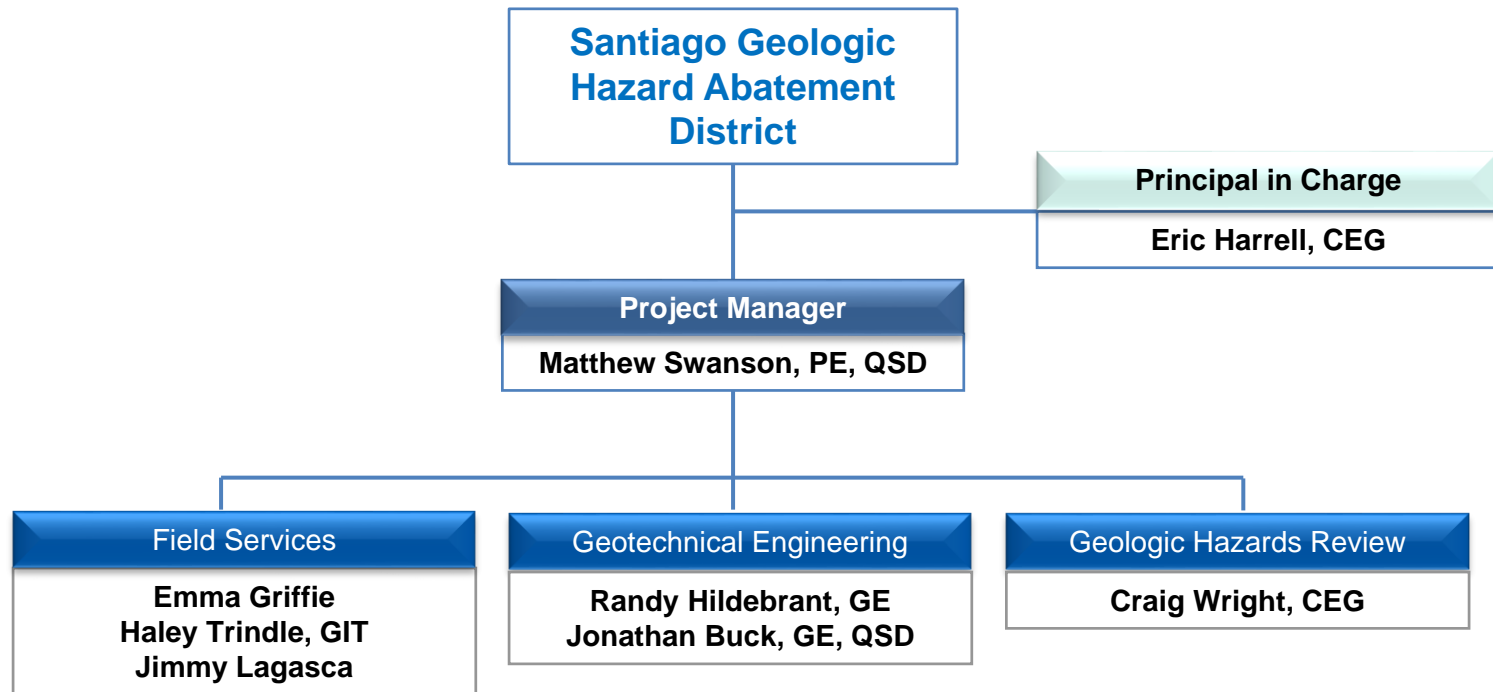 Santiago Geologic
Hazard Abatement
District
Principal in Charge
Eric Harrell, CEG
Project Manager
Matthew Swanson, PE, QSD
Field Services
Emma Griffie
Haley Trindle, GIT
Jimmy Lagasca
Geotechnical Engineering
Randy Hildebrant, GE
Jonathan Buck, GE, QSD
Geologic Hazards Review
Craig Wright, CEG